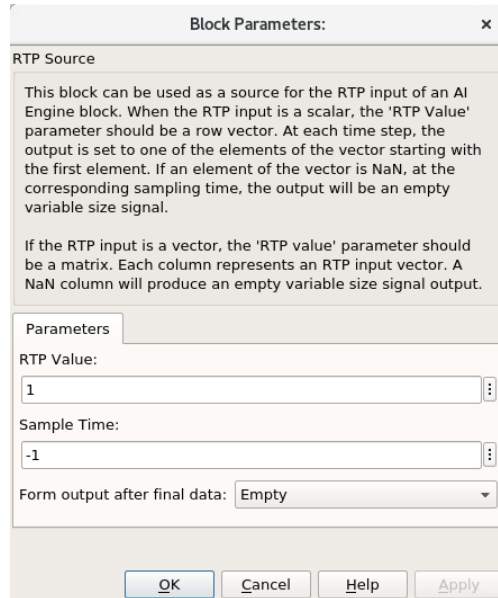 Block Parameters:
×
RTP Source
This block can be used as a source for the RTP input of an AI
Engine block. When the RTP input is a scalar, the 'RTP Value'
parameter should be a row vector. At each time step, the
output is set to one of the elements of the vector starting with
the first element. If an element of the vector is NaN, at the
corresponding sampling time, the output will be an empty
variable size signal.
If the RTP input is a vector, the 'RTP value' parameter should
be a matrix. Each column represents an RTP input vector. A
NaN column will produce an empty variable size signal output.
Parameters
RTP Value:
1
Sample Time:
-1
Form output after final data: Empty
OK Cancel Help Apply